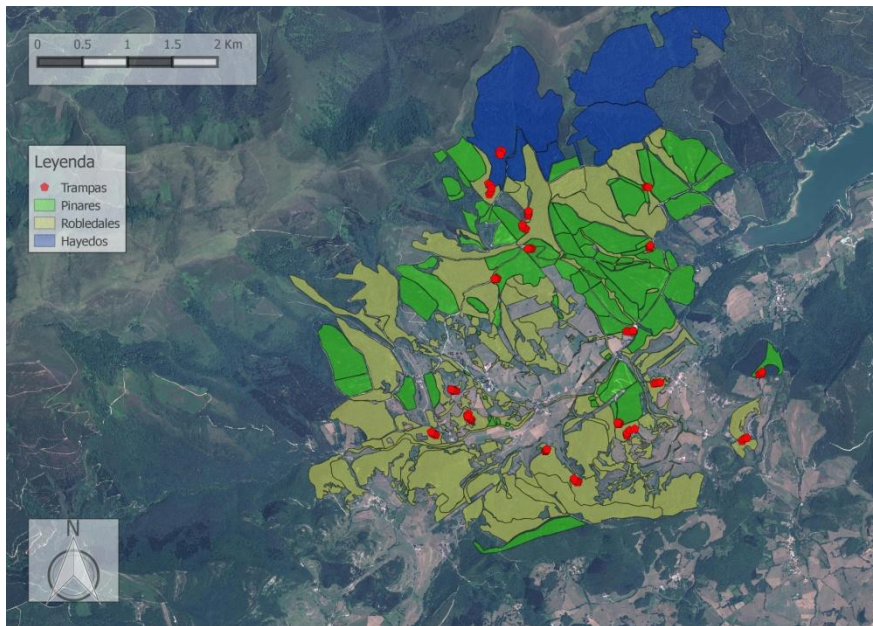 0 0.5 1 1.5 2 Km
Leyenda
Trampas
Pinares
Robledales
Hayedos
N